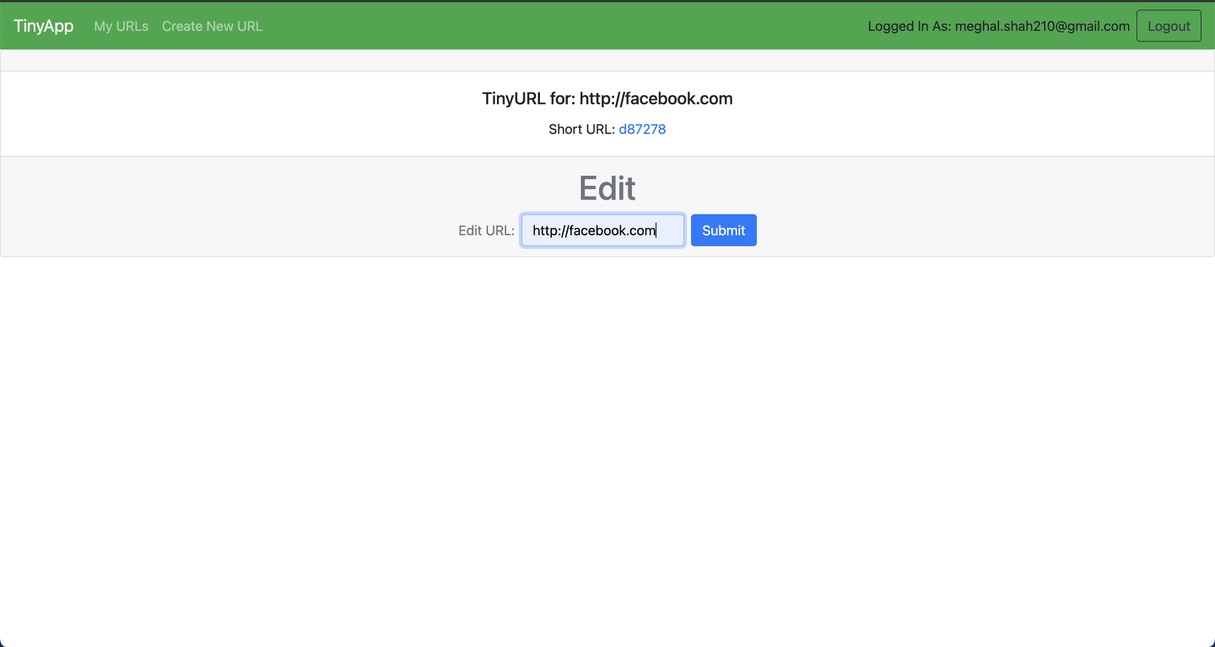 TinyApp My URLs Create New URL Logged In As: meghal.shah210@gmail.com Logout
TinyURL for: http://facebook.com
Short URL: d87278
Edit
Edit URL: http://facebook.com Submit